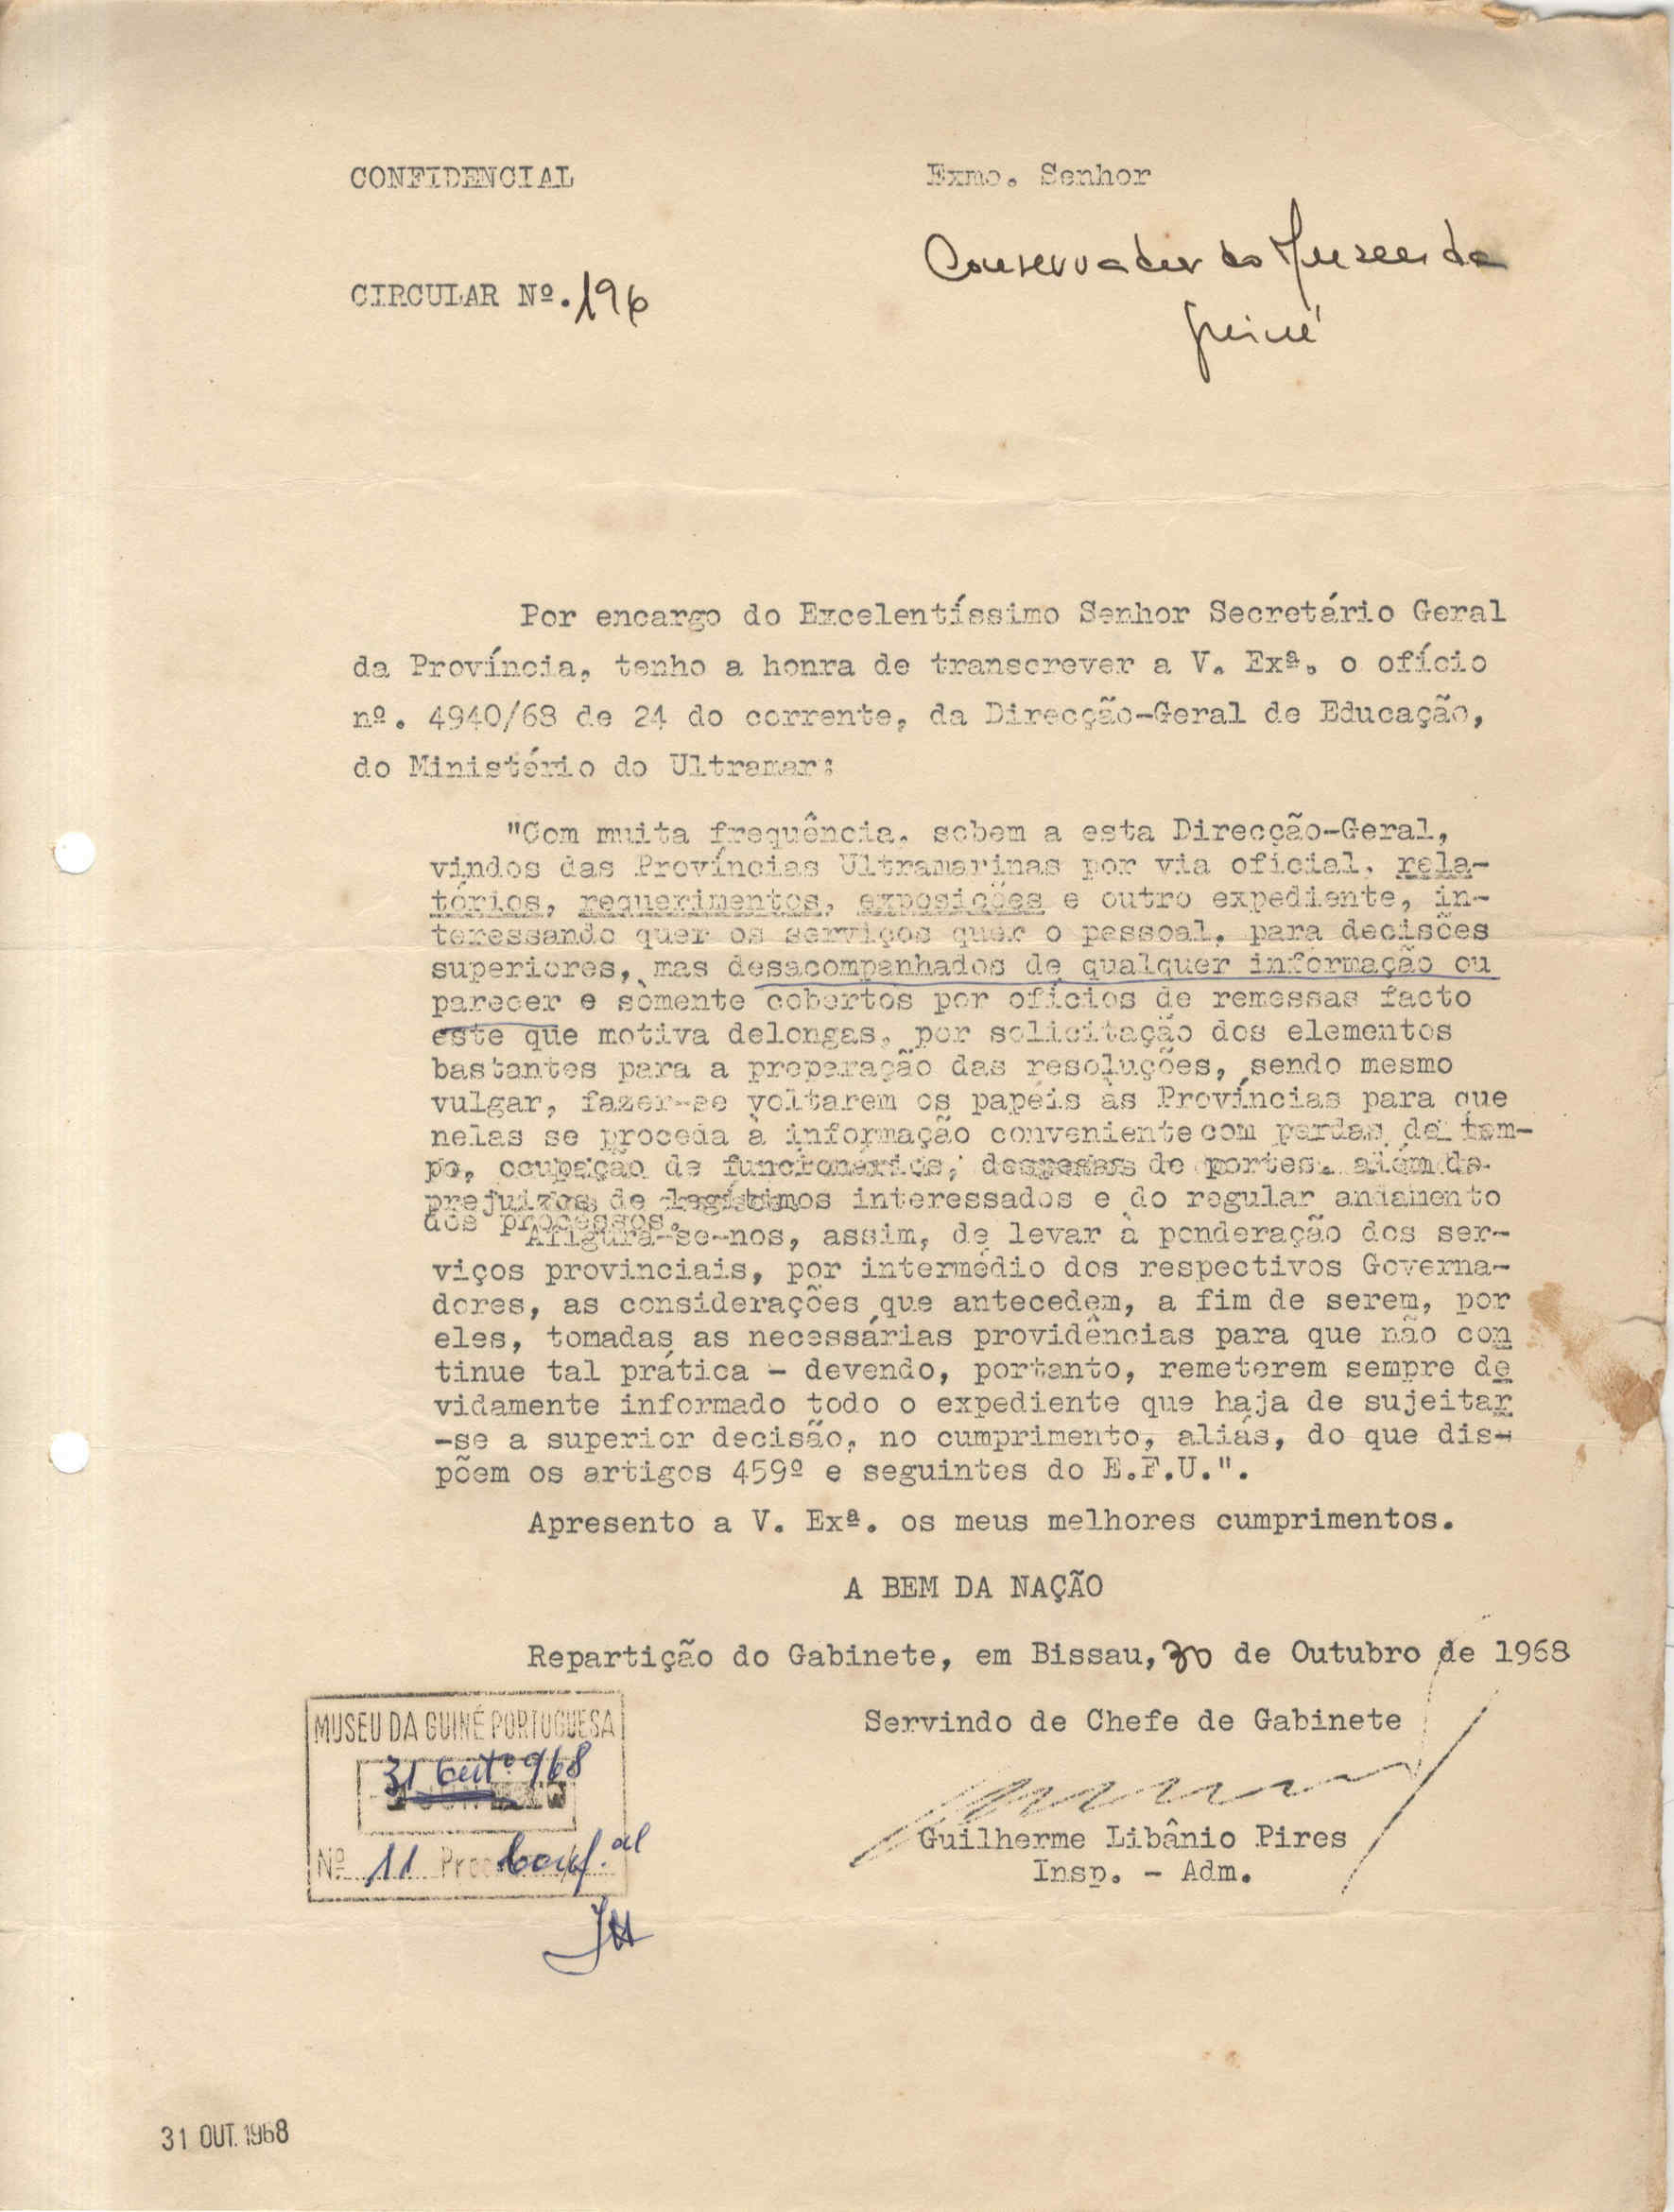 CONFIDENCIAL
Exmo. Senhor
Conservador do Museu da
Guiné
CIRCULAR Nº. 196
Por encargo do Excelentíssimo Senhor Secretário Geral
da Província, tenho a honra de transcrever a V. Exª. o ofício
nº. 4940/68 de 24 do corrente, da Direcção-Geral de Educação,
do Ministério do Ultramar:
"Com muita frequência, sobem a esta Direcção-Geral,
vindos das Províncias Ultramarinas por via oficial, rela-
tórios, requerimentos, exposições e outro expediente, in-
teressando quer os serviços quer o pessoal, para decisões
superiores, mas desacompanhados de qualquer informação ou
parecer e sòmente cobertos por ofícios de remessas facto
este que motiva delongas, por solicitação dos elementos
bastantes para a preparação das resoluções, sendo mesmo
vulgar, fazer-se voltarem os papéis às Províncias para que
nelas se proceda à informação conveniente com perdas de tem-
po, ocupação de funcionários, despesas de portes, além de
prejuizos de legítimos interessados e do regular andamento
dos processos.
Afigura-se-nos, assim, de levar à ponderação dos ser-
viços provinciais, por intermédio dos respectivos Governa-
dores, as considerações que antecedem, a fim de serem, por
eles, tomadas as necessárias providências para que não con
tinue tal prática - devendo, portanto, remeterem sempre de
vidamente informado todo o expediente que haja de sujeitar
-se a superior decisão, no cumprimento, aliás, do que dis-
põem os artigos 459º e seguintes do E.F.U.".
Apresento a V. Exª. os meus melhores cumprimentos.
A BEM DA NAÇÃO
Repartição do Gabinete, em Bissau, 30 de Outubro de 1968
Servindo de Chefe de Gabinete
Guilherme Libânio Pires
Insp. - Adm.
MUSEU DA GUINÉ PORTUGUESA
31 Outº 968
Nº 11 Proc. Conf.al
31 OUT. 1968